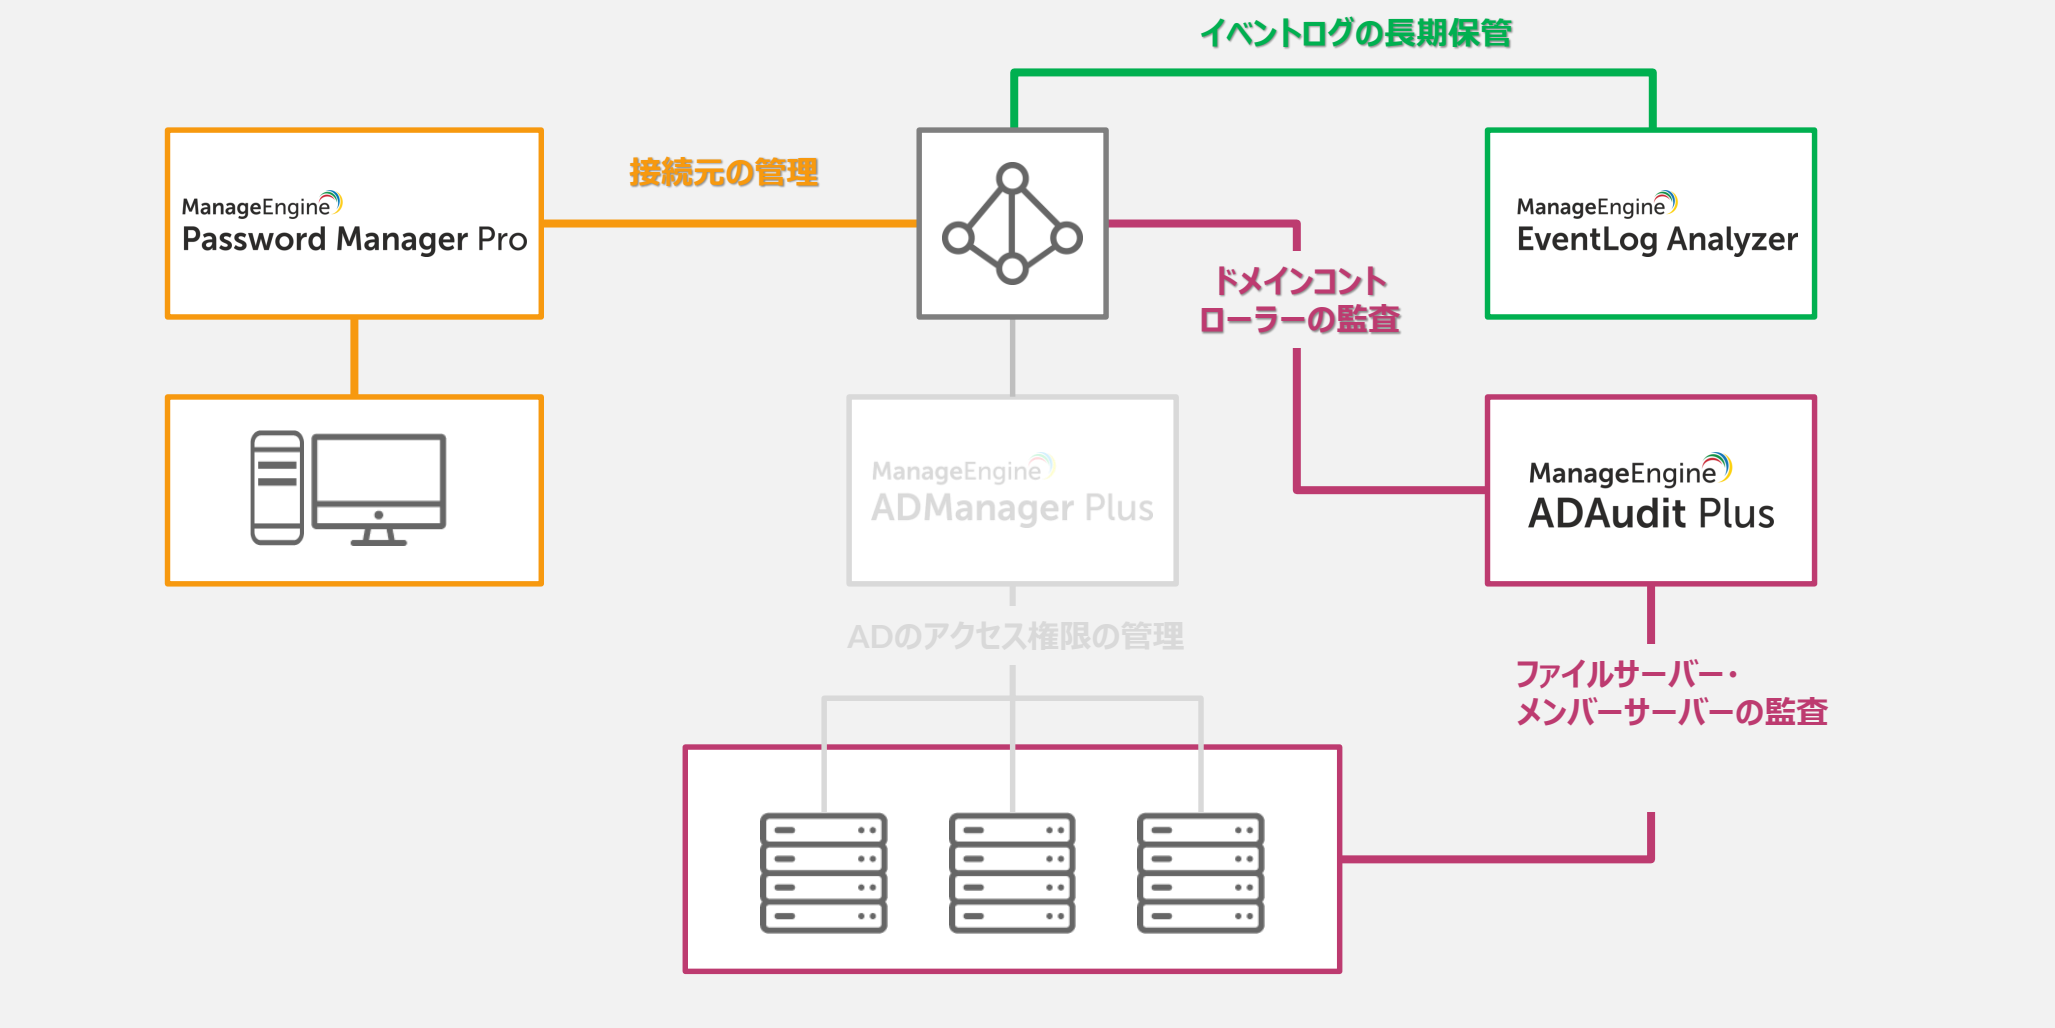 イベントログの長期保管
接続元の管理
ManageEngine
Password Manager Pro
ManageEngine
EventLog Analyzer
ドメインコント
ローラーの監査
ManageEngine
ADManager Plus
ManageEngine
ADAudit Plus
ADのアクセス権限の管理
ファイルサーバー・
メンバーサーバーの監査